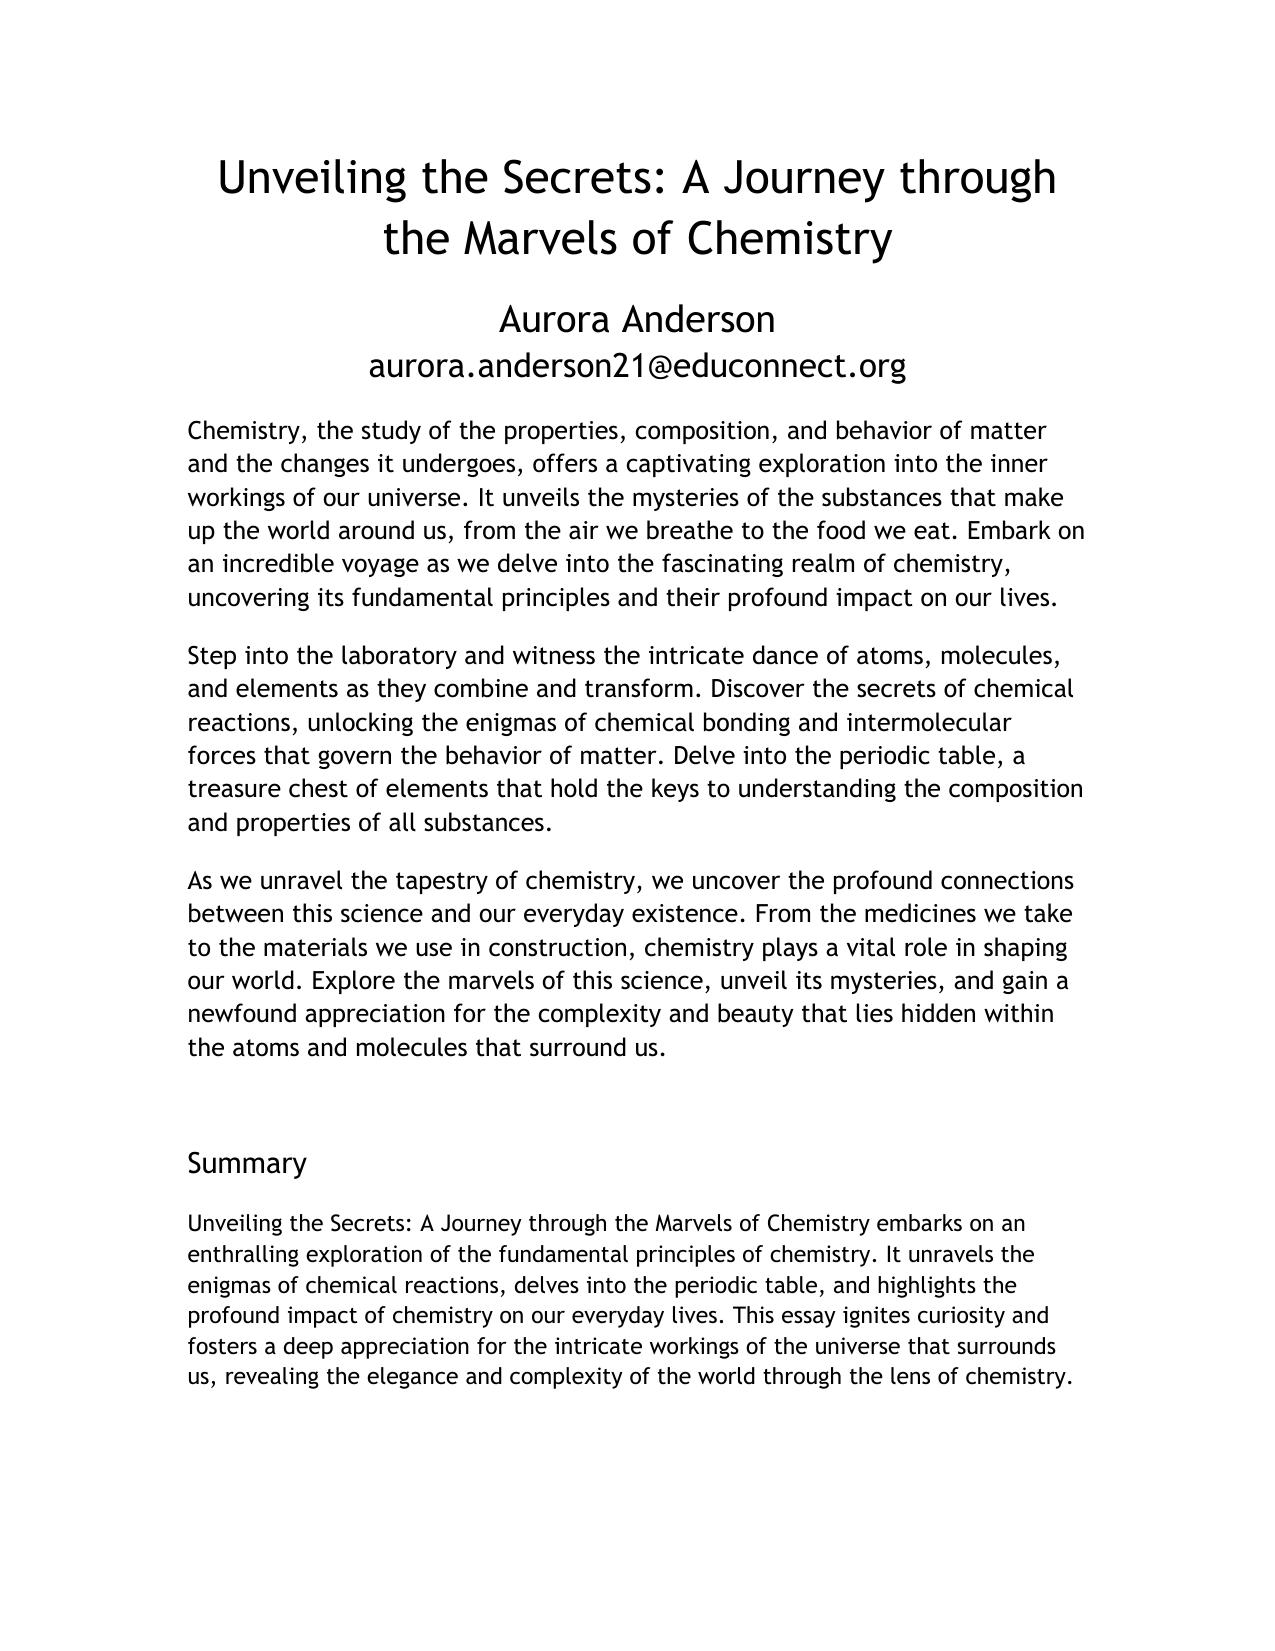 Unveiling the Secrets: A Journey through
the Marvels of Chemistry
Aurora Anderson
aurora.anderson21@educonnect.org
Chemistry, the study of the properties, composition, and behavior of matter
and the changes it undergoes, offers a captivating exploration into the inner
workings of our universe. It unveils the mysteries of the substances that make
up the world around us, from the air we breathe to the food we eat. Embark on
an incredible voyage as we delve into the fascinating realm of chemistry,
uncovering its fundamental principles and their profound impact on our lives.
Step into the laboratory and witness the intricate dance of atoms, molecules,
and elements as they combine and transform. Discover the secrets of chemical
reactions, unlocking the enigmas of chemical bonding and intermolecular
forces that govern the behavior of matter. Delve into the periodic table, a
treasure chest of elements that hold the keys to understanding the composition
and properties of all substances.
As we unravel the tapestry of chemistry, we uncover the profound connections
between this science and our everyday existence. From the medicines we take
to the materials we use in construction, chemistry plays a vital role in shaping
our world. Explore the marvels of this science, unveil its mysteries, and gain a
newfound appreciation for the complexity and beauty that lies hidden within
the atoms and molecules that surround us.
Summary
Unveiling the Secrets: A Journey through the Marvels of Chemistry embarks on an
enthralling exploration of the fundamental principles of chemistry. It unravels the
enigmas of chemical reactions, delves into the periodic table, and highlights the
profound impact of chemistry on our everyday lives. This essay ignites curiosity and
fosters a deep appreciation for the intricate workings of the universe that surrounds
us, revealing the elegance and complexity of the world through the lens of chemistry.